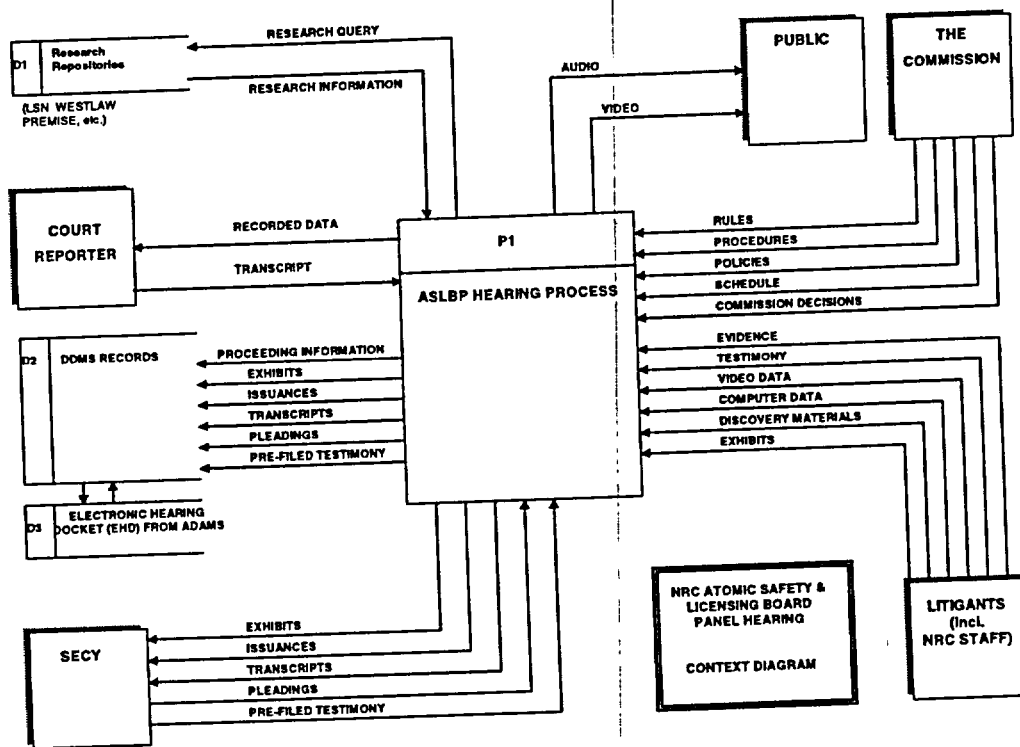 RESEARCH QUERY
D1
Research
Repositories
RESEARCH INFORMATION
(LSN WESTLAW
PREMISE, etc.)
AUDIO
VIDEO
PUBLIC
THE
COMMISSION
COURT
REPORTER
RECORDED DATA
TRANSCRIPT
P1
ASLBP HEARING PROCESS
RULES
PROCEDURES
POLICIES
SCHEDULE
COMMISSION DECISIONS
D2
DDMS RECORDS
PROCEEDING INFORMATION
EXHIBITS
ISSUANCES
TRANSCRIPTS
PLEADINGS
PRE-FILED TESTIMONY
EVIDENCE
TESTIMONY
VIDEO DATA
COMPUTER DATA
DISCOVERY MATERIALS
EXHIBITS
D3
ELECTRONIC HEARING
DOCKET (EHD) FROM ADAMS
SECY
EXHIBITS
ISSUANCES
TRANSCRIPTS
PLEADINGS
PRE-FILED TESTIMONY
NRC ATOMIC SAFETY &
LICENSING BOARD
PANEL HEARING
CONTEXT DIAGRAM
LITIGANTS
(Incl.
NRC STAFF)